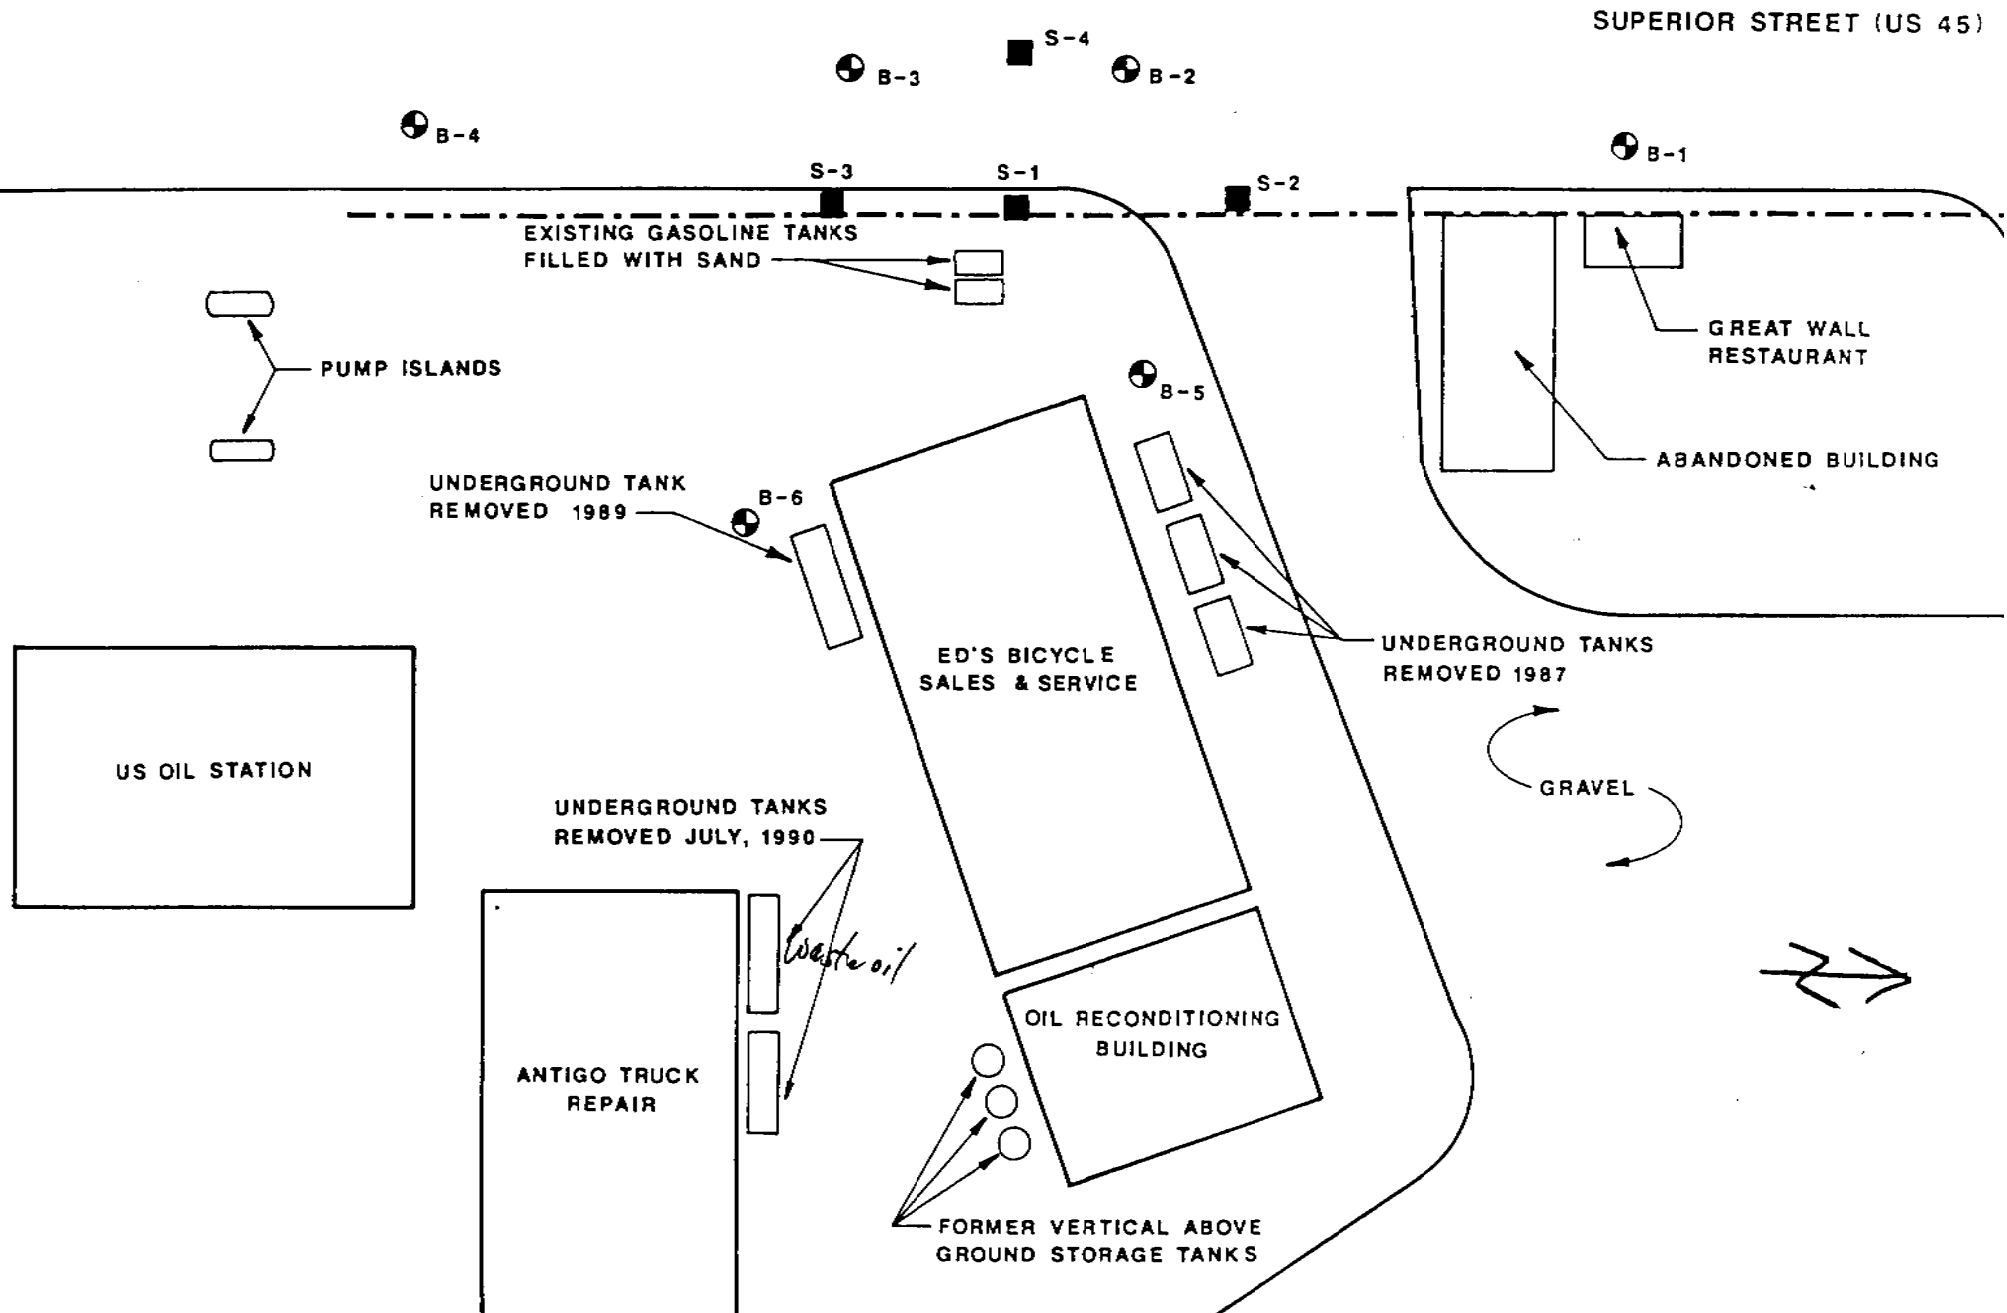 SUPERIOR STREET (US 45)
S-4
B-3
B-2
B-4
B-1
S-3
S-1
S-2
EXISTING GASOLINE TANKS
FILLED WITH SAND
GREAT WALL
RESTAURANT
PUMP ISLANDS
B-5
ABANDONED BUILDING
UNDERGROUND TANK
REMOVED 1989
B-6
UNDERGROUND TANKS
REMOVED 1987
ED'S BICYCLE
SALES & SERVICE
US OIL STATION
GRAVEL
UNDERGROUND TANKS
REMOVED JULY, 1990
Waste oil
OIL RECONDITIONING
BUILDING
ANTIGO TRUCK
REPAIR
N
FORMER VERTICAL ABOVE
GROUND STORAGE TANKS